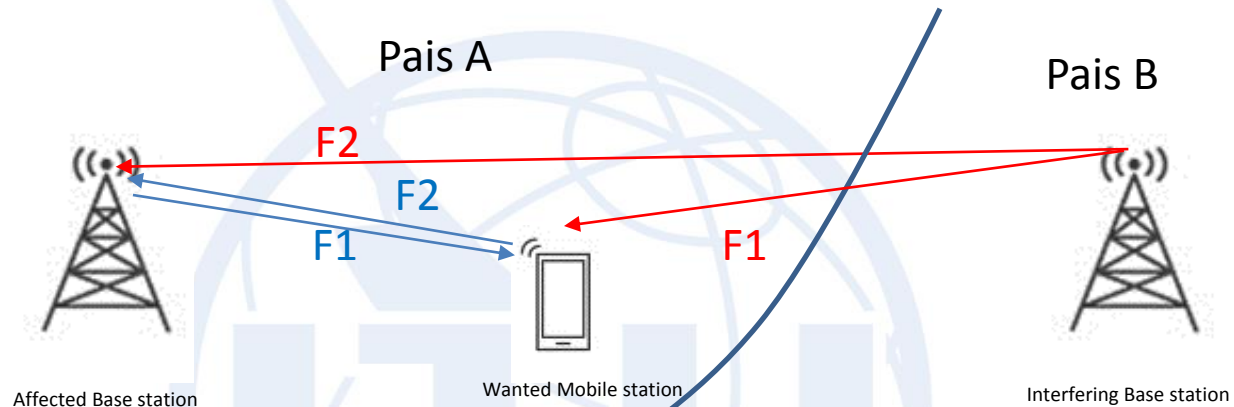 Pais A
Pais B
F2
F2
F1
F1
Affected Base station
Wanted Mobile station
Interfering Base station